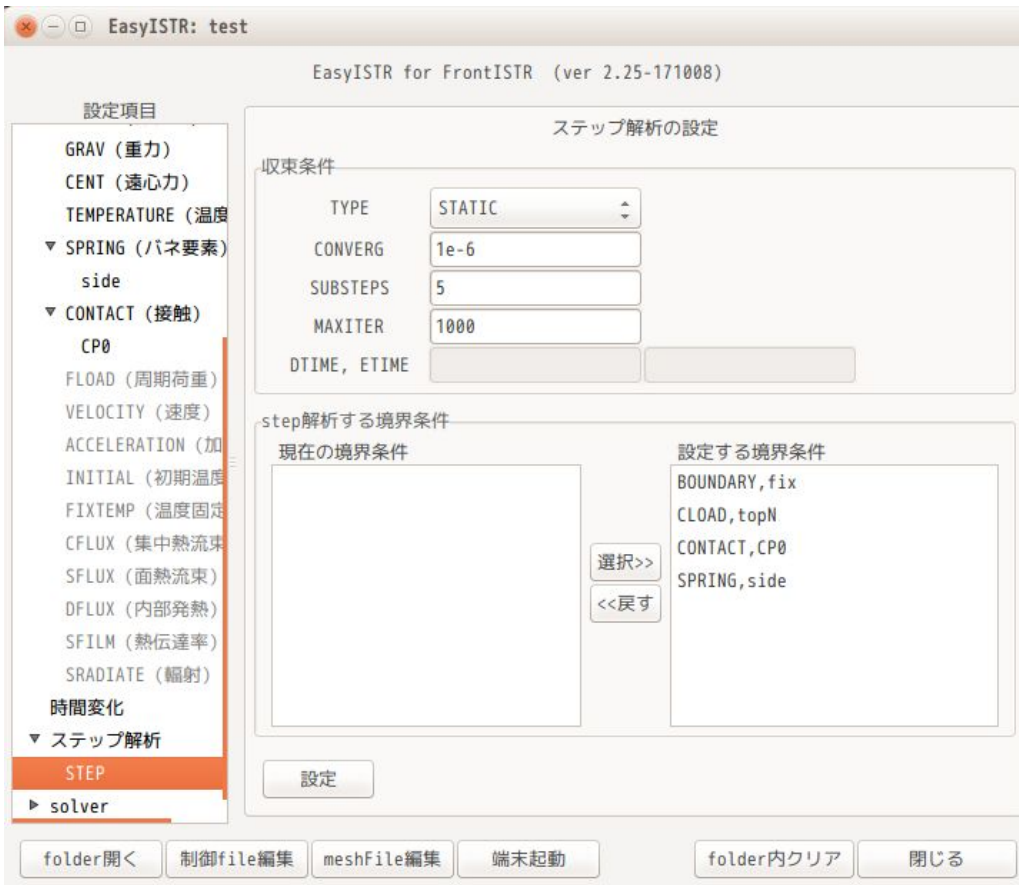 EasyISTR: test
EasyISTR for FrontISTR (ver 2.25-171008)
設定項目
GRAV (重力)
CENT (遠心力)
TEMPERATURE (温度
SPRING (バネ要素)
side
CONTACT (接触)
CP0
FLOAD (周期荷重)
VELOCITY (速度)
ACCELERATION (加
INITIAL (初期温度
FIXTEMP (温度固定
CFLUX (集中熱流束
SFLUX (面熱流束)
DFLUX (内部発熱)
SFILM (熱伝達率)
SRADIATE (輻射)
時間変化
ステップ解析
STEP
solver
ステップ解析の設定
収束条件
TYPE STATIC
CONVERG 1e-6
SUBSTEPS 5
MAXITER 1000
DTIME, ETIME
step解析する境界条件
現在の境界条件
選択>>
<<戻す
設定する境界条件
BOUNDARY,fix
CLOAD,topN
CONTACT,CP0
SPRING,side
設定
folder開く 制御file編集 meshFile編集 端末起動 folder内クリア 閉じる